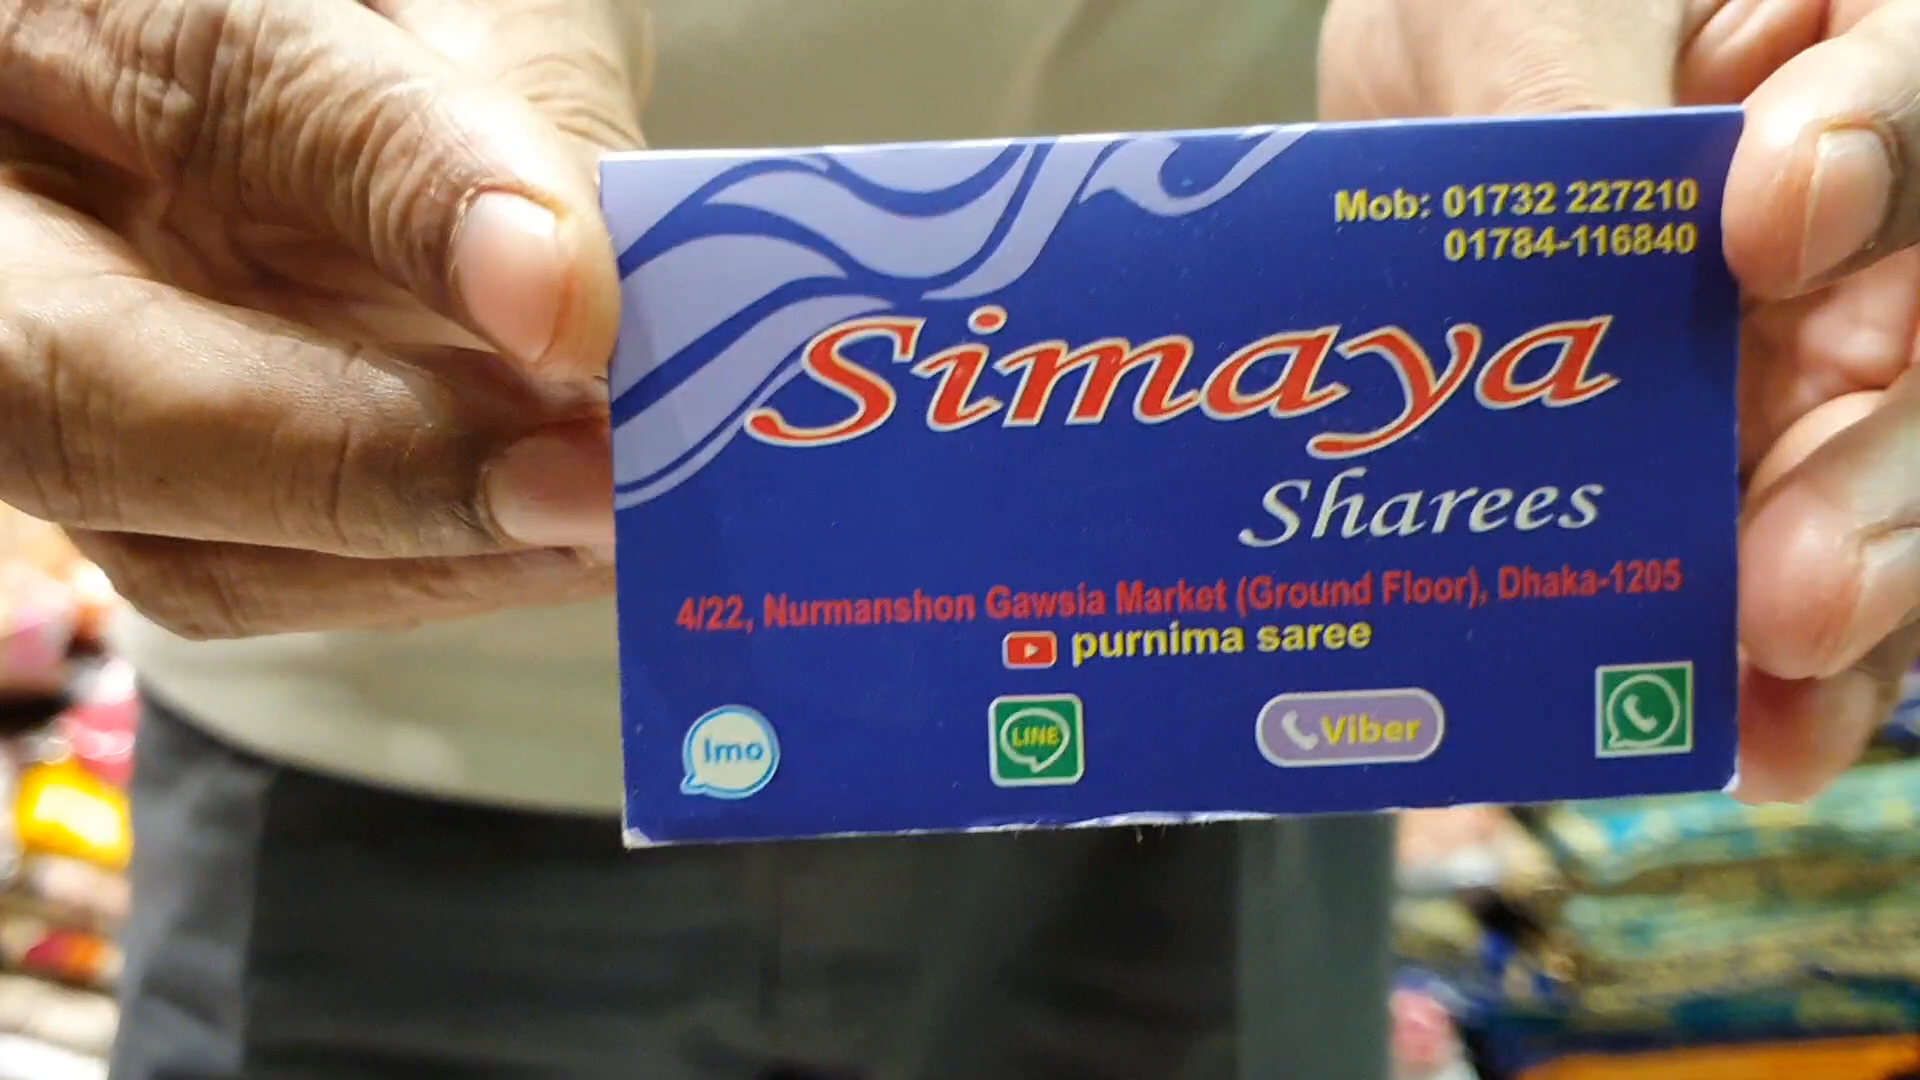 Mob: 01732 227210
01784-116840
Simaya
Sharees
4/22, Nurmanshon Gawsia Market (Ground Floor), Dhaka-1205
purnima saree
Imo
LINE
Viber